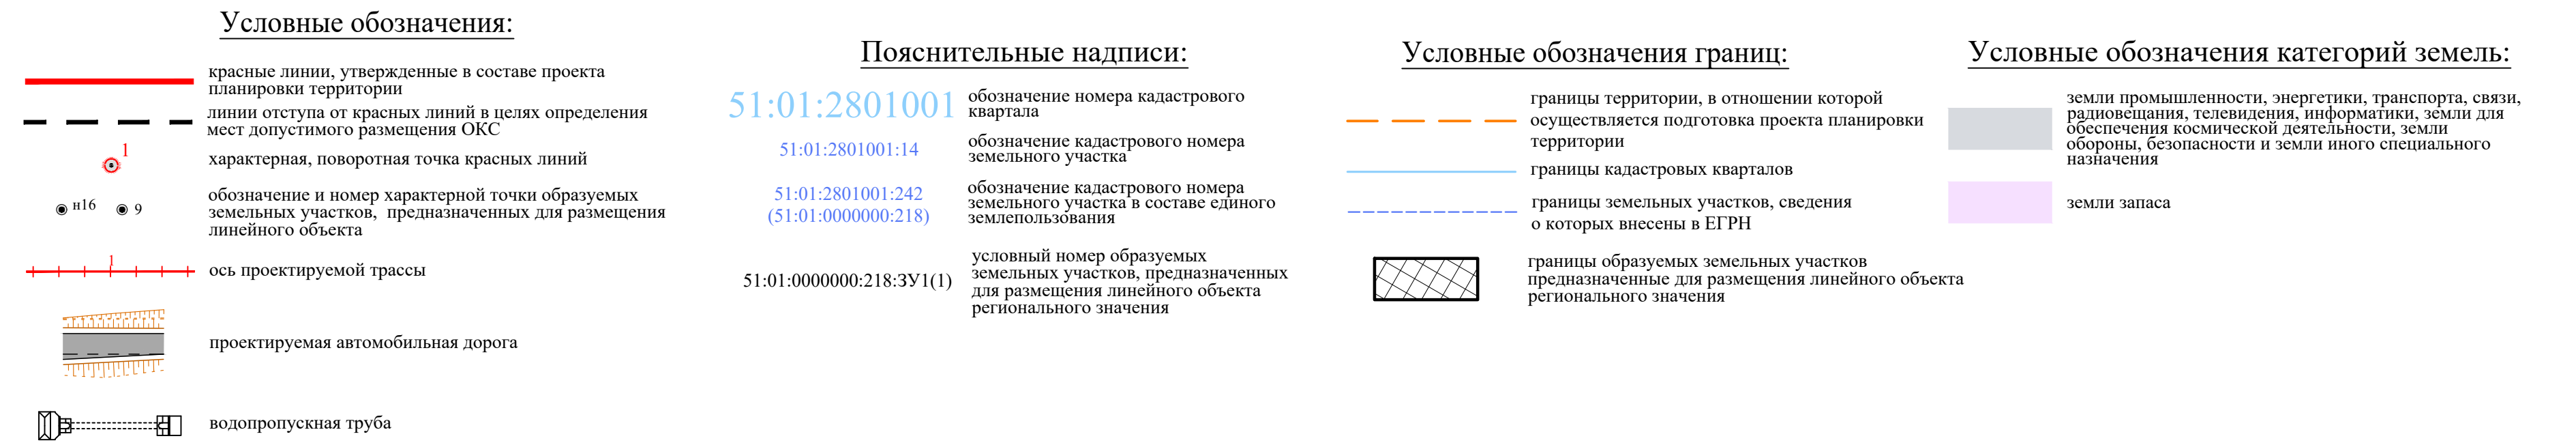 Условные обозначения:
красные линии, утвержденные в составе проекта
планировки территории
линии отступа от красных линий в целях определения
мест допустимого размещения ОКС
1
характерная, поворотная точка красных линий
н16 9
обозначение и номер характерной точки образуемых
земельных участков, предназначенных для размещения
линейного объекта
1
ось проектируемой трассы
проектируемая автомобильная дорога
водопропускная труба
Пояснительные надписи:
51:01:2801001
обозначение номера кадастрового
квартала
51:01:2801001:14
обозначение кадастрового номера
земельного участка
51:01:2801001:242
(51:01:0000000:218)
обозначение кадастрового номера
земельного участка в составе единого
землепользования
51:01:0000000:218:ЗУ1(1)
условный номер образуемых
земельных участков, предназначенных
для размещения линейного объекта
регионального значения
Условные обозначения границ:
границы территории, в отношении которой
осуществляется подготовка проекта планировки
территории
границы кадастровых кварталов
границы земельных участков, сведения
о которых внесены в ЕГРН
границы образуемых земельных участков
предназначенные для размещения линейного объекта
регионального значения
Условные обозначения категорий земель:
земли промышленности, энергетики, транспорта, связи,
радиовещания, телевидения, информатики, земли для
обеспечения космической деятельности, земли
обороны, безопасности и земли иного специального
назначения
земли запаса